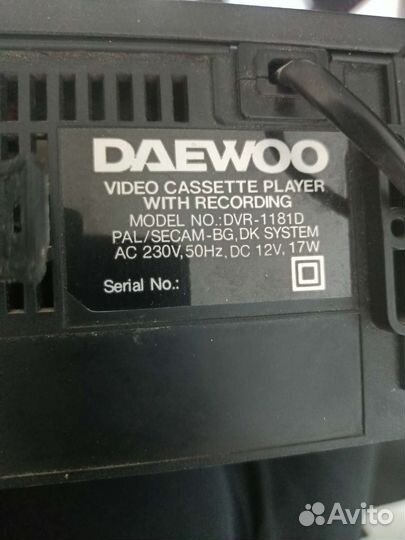 DAEWOO
VIDEO CASSETTE PLAYER
WITH RECORDING
MODEL NO.:DVR-1181D
PAL/SECAM-BG,DK SYSTEM
AC 230V,50Hz, DC 12V, 17W
Serial No.:
Avito